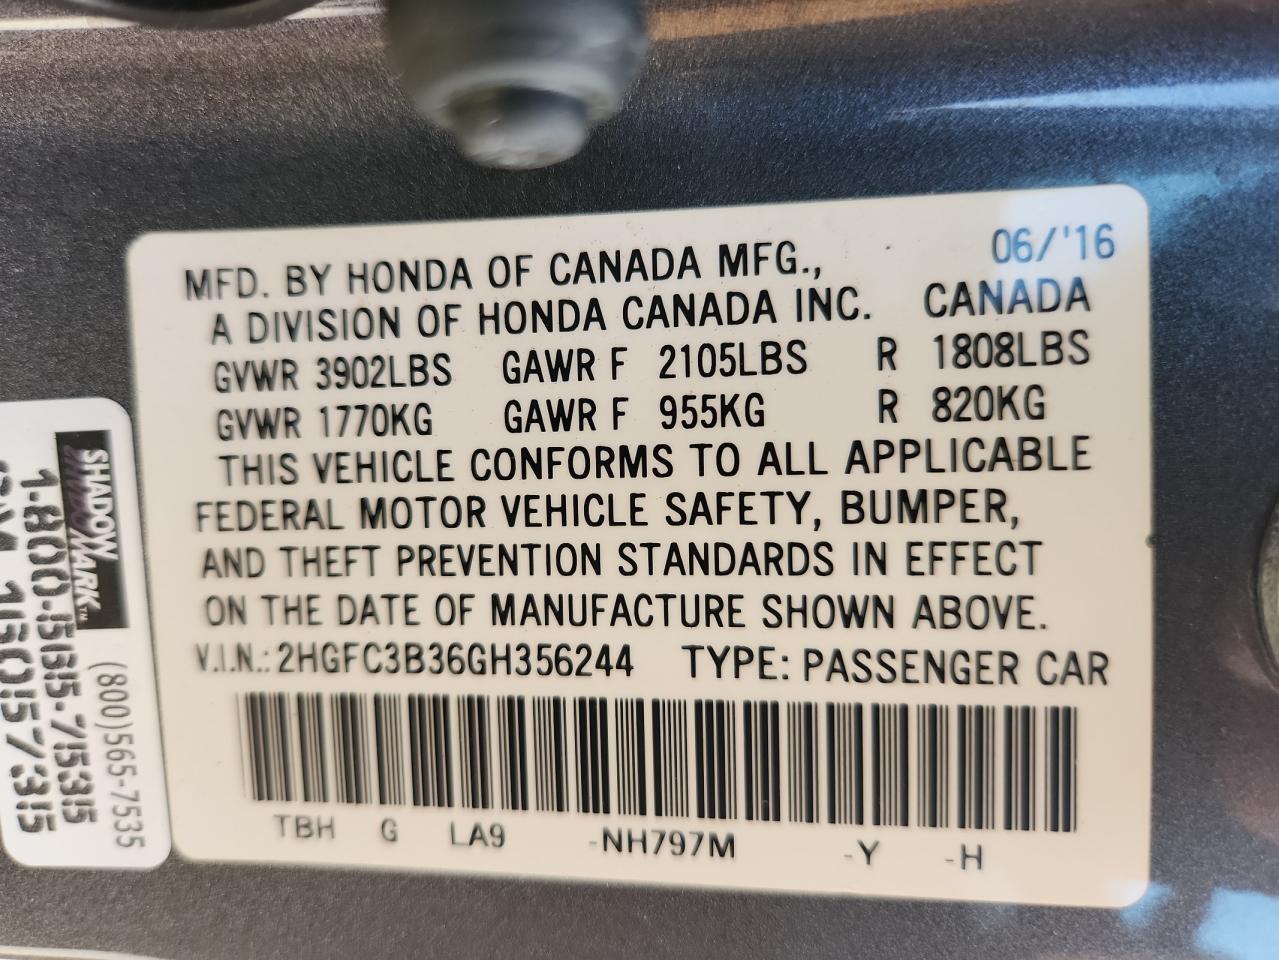 06/'16
MFD. BY HONDA OF CANADA MFG.,
A DIVISION OF HONDA CANADA INC. CANADA
GVWR 3902LBS GAWR F 2105LBS R 1808LBS
GVWR 1770KG GAWR F 955KG R 820KG
THIS VEHICLE CONFORMS TO ALL APPLICABLE
FEDERAL MOTOR VEHICLE SAFETY, BUMPER,
AND THEFT PREVENTION STANDARDS IN EFFECT
ON THE DATE OF MANUFACTURE SHOWN ABOVE.
V.I.N.: 2HGFC3B36GH356244 TYPE: PASSENGER CAR
TBH G LA9 -NH797M -Y -H
SHADOW
MARK™
1-800-565-7535
(800)565-7535